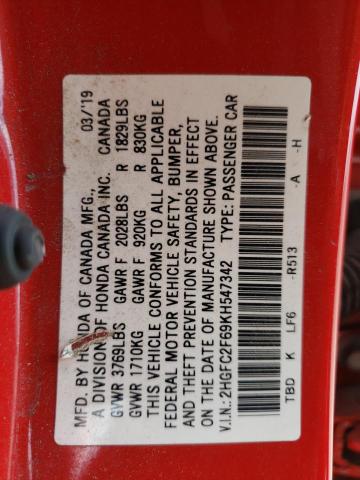 MFD. BY HONDA OF CANADA MFG., 03/'19
A DIVISION OF HONDA CANADA INC. CANADA
GVWR 3769LBS GAWR F 2028LBS R 1829LBS
GVWR 1710KG GAWR F 920KG R 830KG
THIS VEHICLE CONFORMS TO ALL APPLICABLE
FEDERAL MOTOR VEHICLE SAFETY, BUMPER,
AND THEFT PREVENTION STANDARDS IN EFFECT
ON THE DATE OF MANUFACTURE SHOWN ABOVE.
V.I.N.: 2HGFC2F69KH547342 TYPE: PASSENGER CAR
TBD K LF6 -R513 -A -H